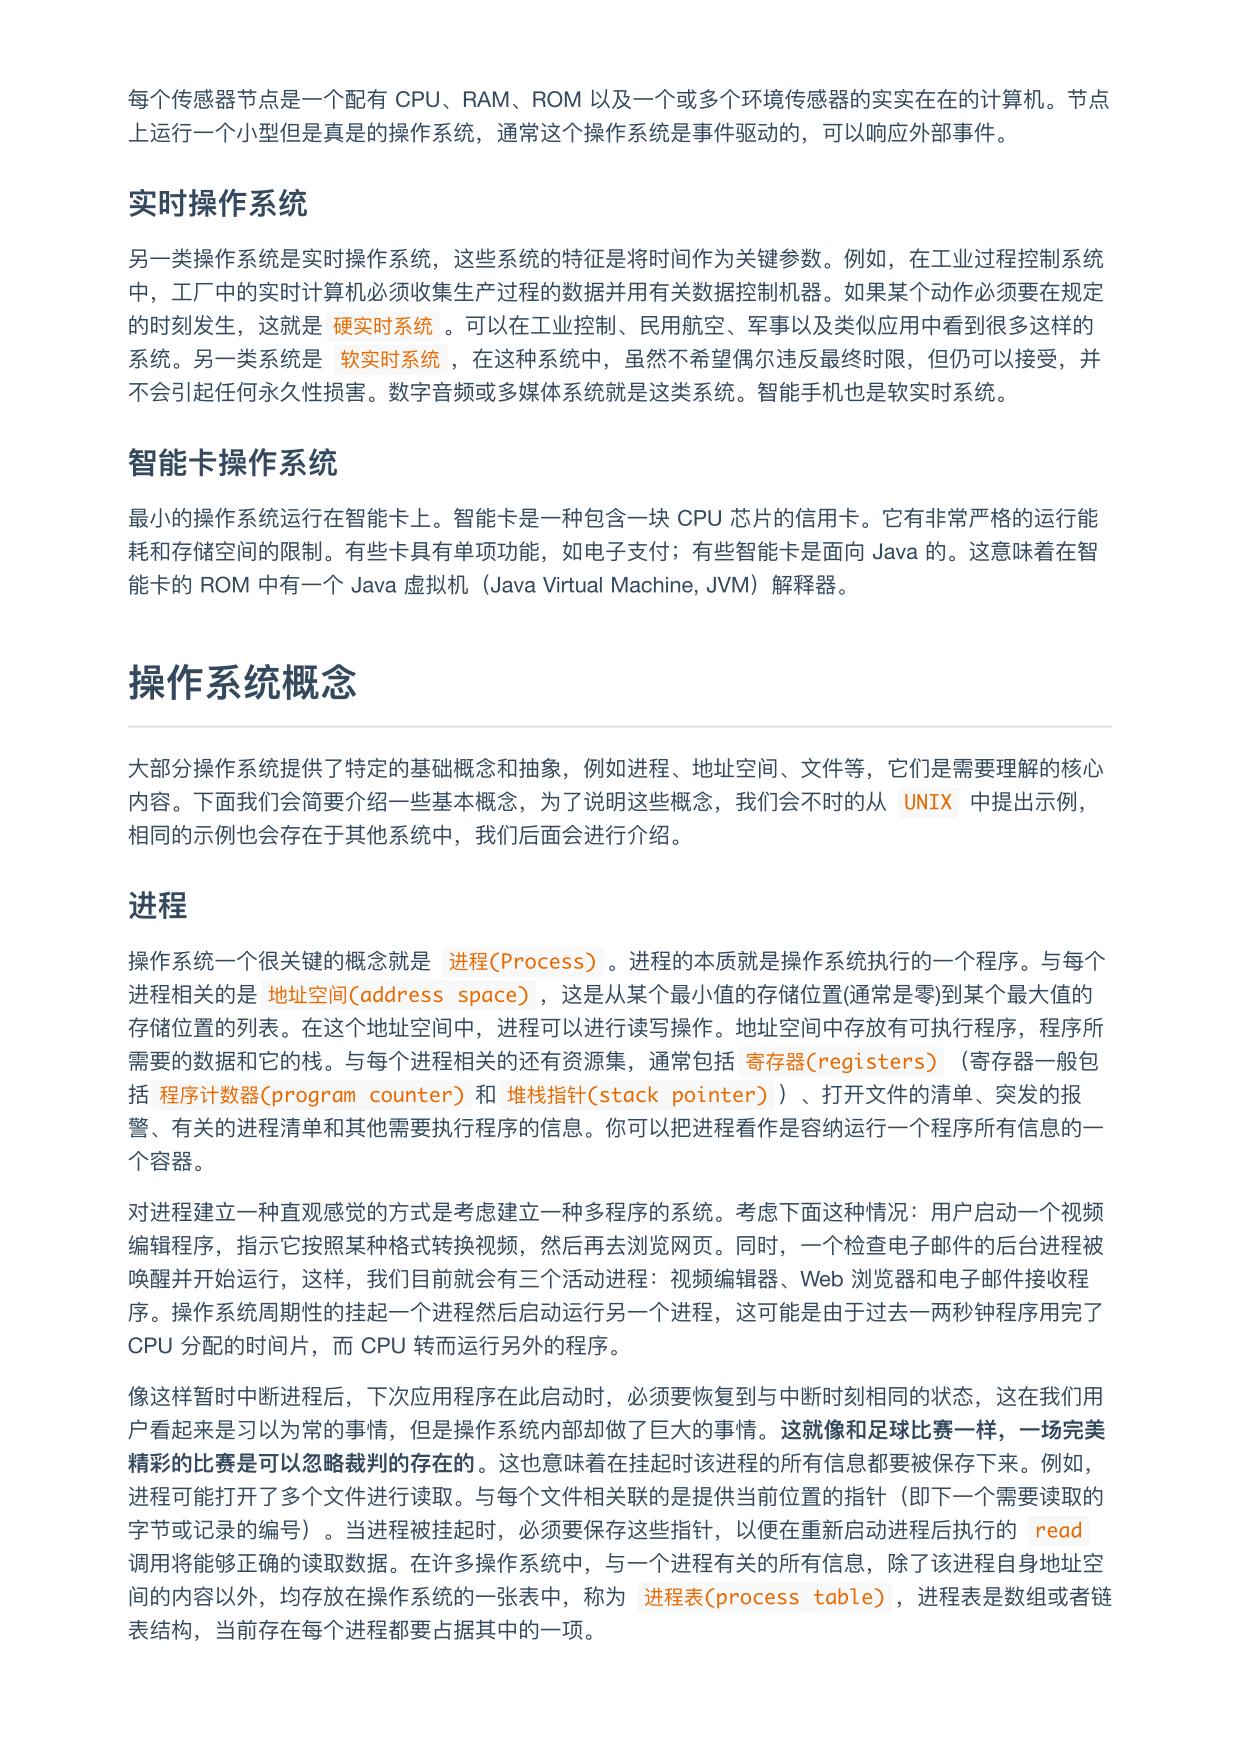 每个传感器节点是一个配有 CPU、RAM、ROM 以及一个或多个环境传感器的实实在在的计算机。节点
上运行一个小型但是真是的操作系统，通常这个操作系统是事件驱动的，可以响应外部事件。
实时操作系统
另一类操作系统是实时操作系统，这些系统的特征是将时间作为关键参数。例如，在工业过程控制系统
中，工厂中的实时计算机必须收集生产过程的数据并用有关数据控制机器。如果某个动作必须要在规定
的时刻发生，这就是 硬实时系统 。可以在工业控制、民用航空、军事以及类似应用中看到很多这样的
系统。另一类系统是 软实时系统 ，在这种系统中，虽然不希望偶尔违反最终时限，但仍可以接受，并
不会引起任何永久性损害。数字音频或多媒体系统就是这类系统。智能手机也是软实时系统。
智能卡操作系统
最小的操作系统运行在智能卡上。智能卡是一种包含一块 CPU 芯片的信用卡。它有非常严格的运行能
耗和存储空间的限制。有些卡具有单项功能，如电子支付；有些智能卡是面向 Java 的。这意味着在智
能卡的 ROM 中有一个 Java 虚拟机（Java Virtual Machine, JVM）解释器。
操作系统概念
大部分操作系统提供了特定的基础概念和抽象，例如进程、地址空间、文件等，它们是需要理解的核心
内容。下面我们会简要介绍一些基本概念，为了说明这些概念，我们会不时的从 UNIX 中提出示例，
相同的示例也会存在于其他系统中，我们后面会进行介绍。
进程
操作系统一个很关键的概念就是 进程(Process) 。进程的本质就是操作系统执行的一个程序。与每个
进程相关的是 地址空间(address space) ，这是从某个最小值的存储位置(通常是零)到某个最大值的
存储位置的列表。在这个地址空间中，进程可以进行读写操作。地址空间中存放有可执行程序，程序所
需要的数据和它的栈。与每个进程相关的还有资源集，通常包括 寄存器(registers) （寄存器一般包
括 程序计数器(program counter) 和 堆栈指针(stack pointer) ）、打开文件的清单、突发的报
警、有关的进程清单和其他需要执行程序的信息。你可以把进程看作是容纳运行一个程序所有信息的一
个容器。
对进程建立一种直观感觉的方式是考虑建立一种多程序的系统。考虑下面这种情况：用户启动一个视频
编辑程序，指示它按照某种格式转换视频，然后再去浏览网页。同时，一个检查电子邮件的后台进程被
唤醒并开始运行，这样，我们目前就会有三个活动进程：视频编辑器、Web 浏览器和电子邮件接收程
序。操作系统周期性的挂起一个进程然后启动运行另一个进程，这可能是由于过去一两秒钟程序用完了
CPU 分配的时间片，而 CPU 转而运行另外的程序。
像这样暂时中断进程后，下次应用程序在此启动时，必须要恢复到与中断时刻相同的状态，这在我们用
户看起来是习以为常的事情，但是操作系统内部却做了巨大的事情。这就像和足球比赛一样，一场完美
精彩的比赛是可以忽略裁判的存在的。这也意味着在挂起时该进程的所有信息都要被保存下来。例如，
进程可能打开了多个文件进行读取。与每个文件相关联的是提供当前位置的指针（即下一个需要读取的
字节或记录的编号）。当进程被挂起时，必须要保存这些指针，以便在重新启动进程后执行的 read
调用将能够正确的读取数据。在许多操作系统中，与一个进程有关的所有信息，除了该进程自身地址空
间的内容以外，均存放在操作系统的一张表中，称为 进程表(process table) ，进程表是数组或者链
表结构，当前存在每个进程都要占据其中的一项。